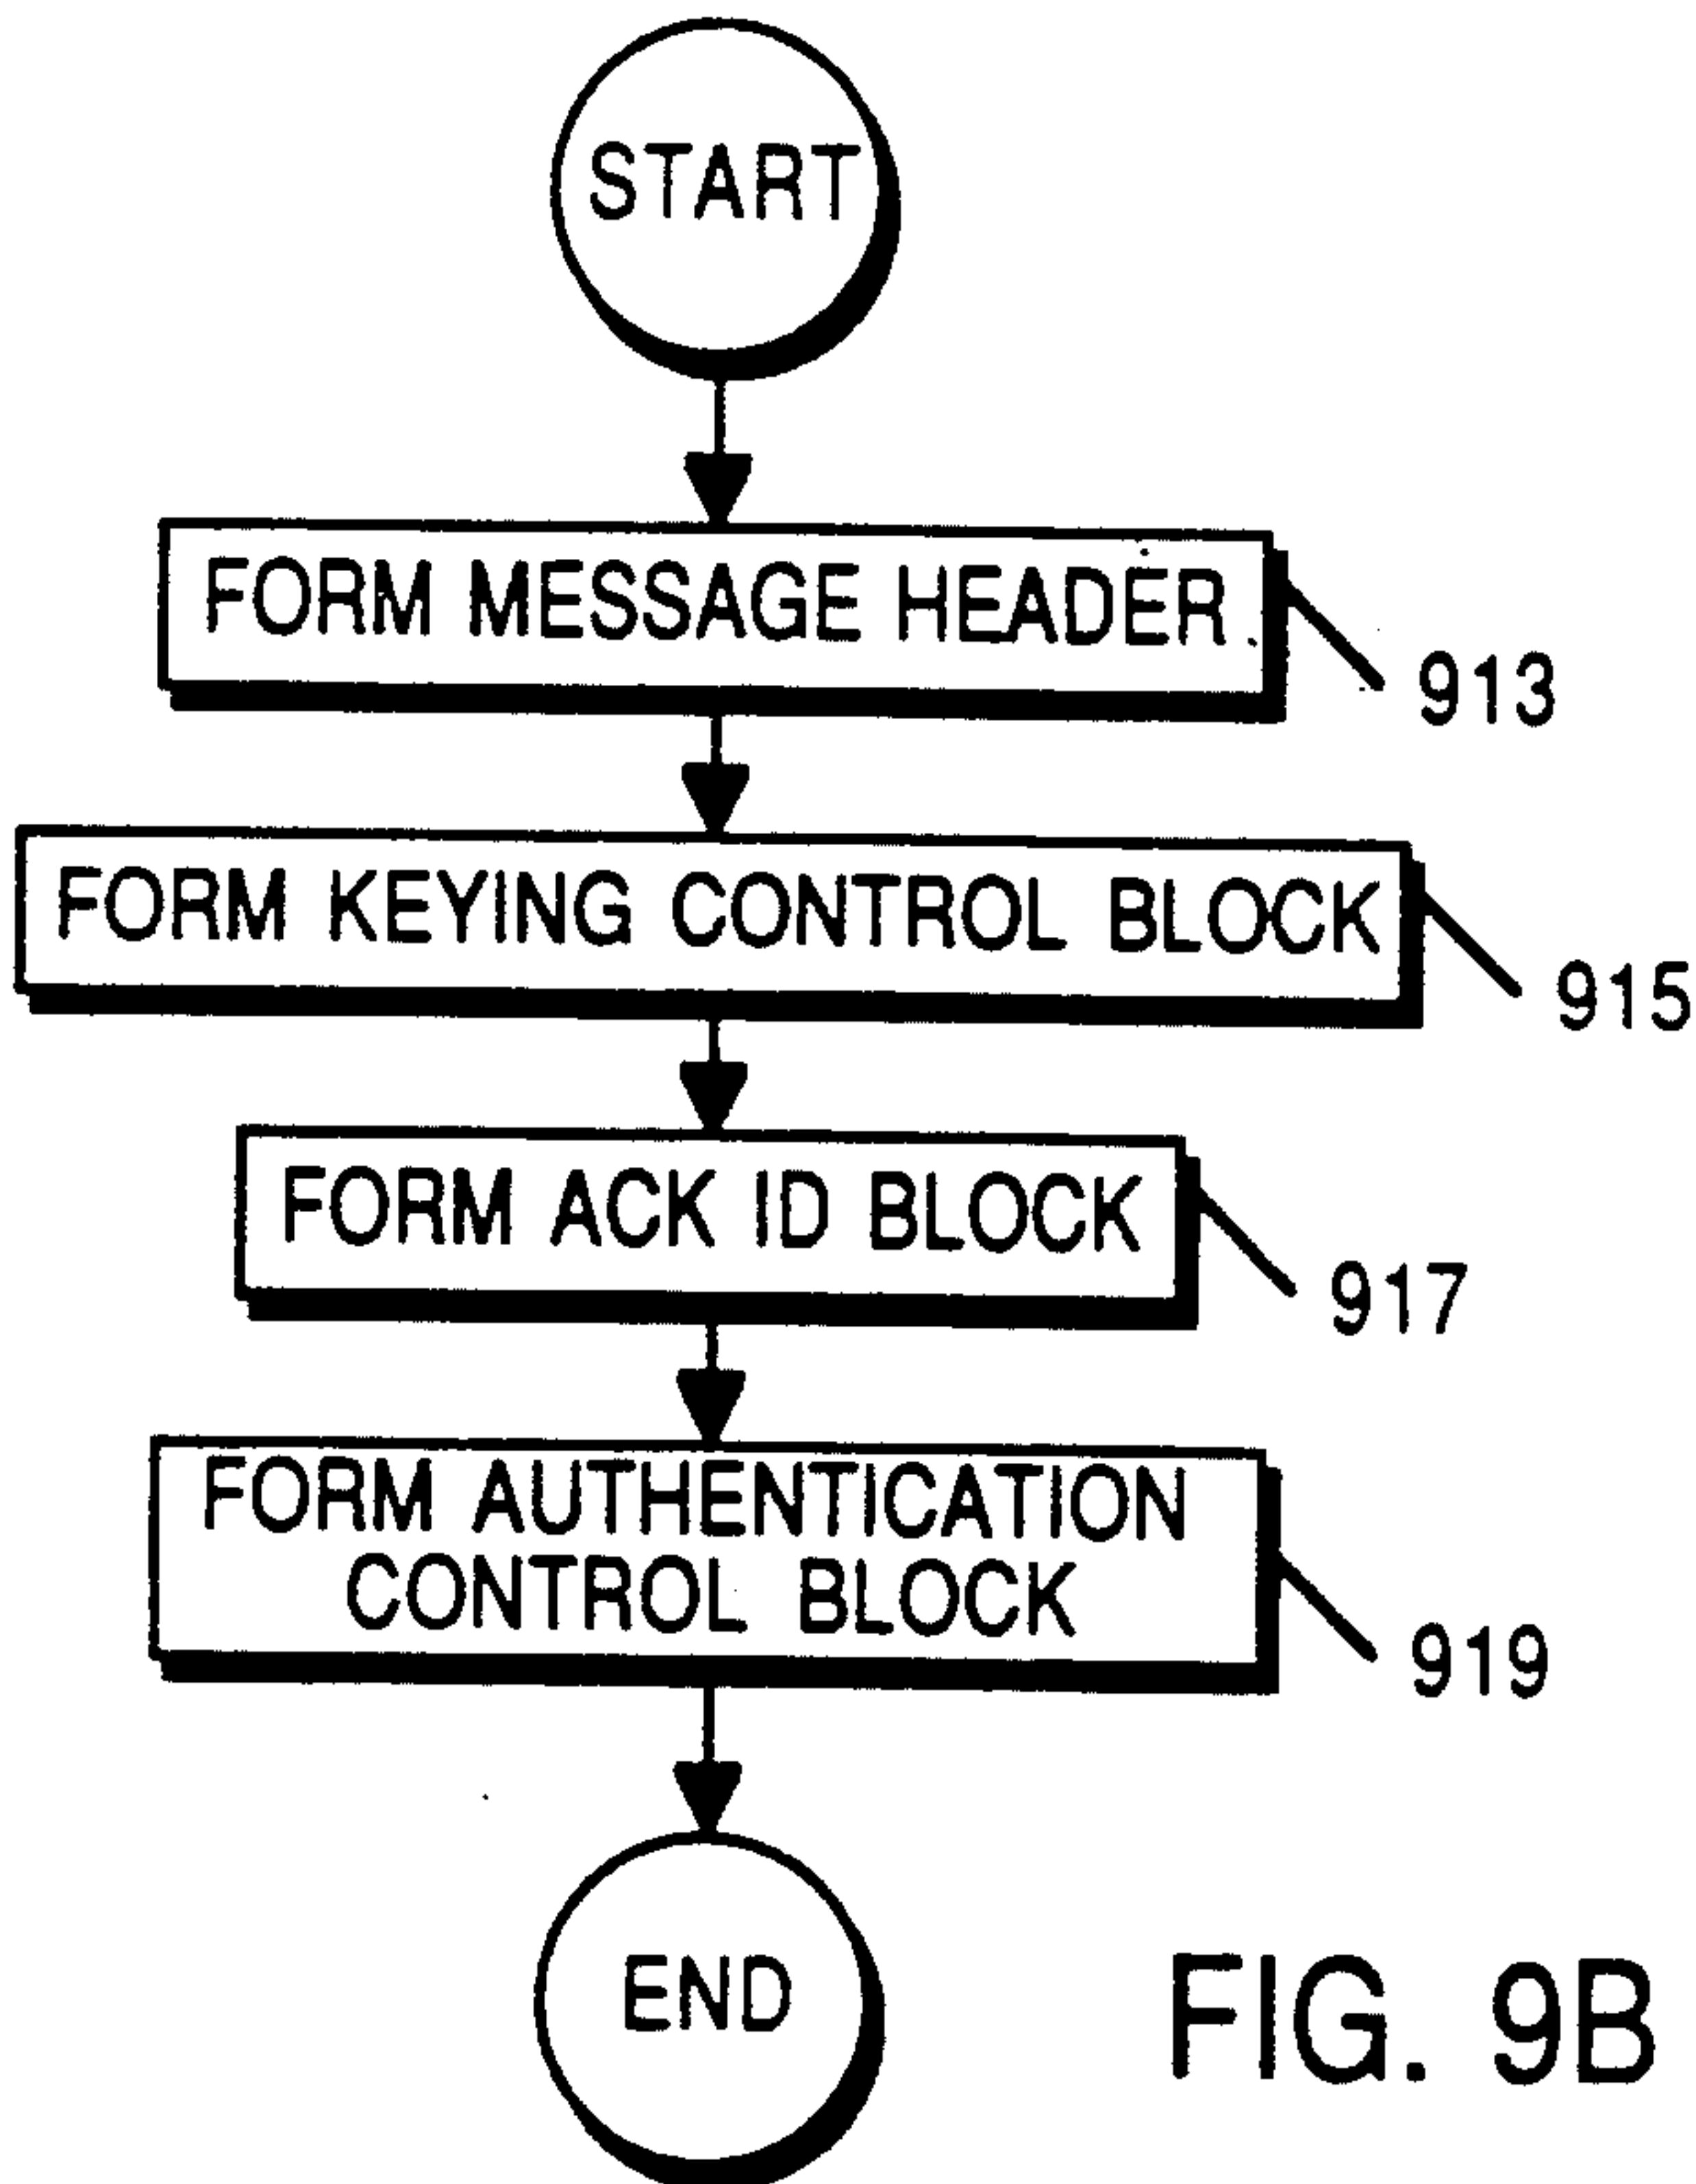 START
FORM MESSAGE HEADER
913
FORM KEYING CONTROL BLOCK
915
FORM ACK ID BLOCK
917
FORM AUTHENTICATION
CONTROL BLOCK
919
END
FIG. 9B